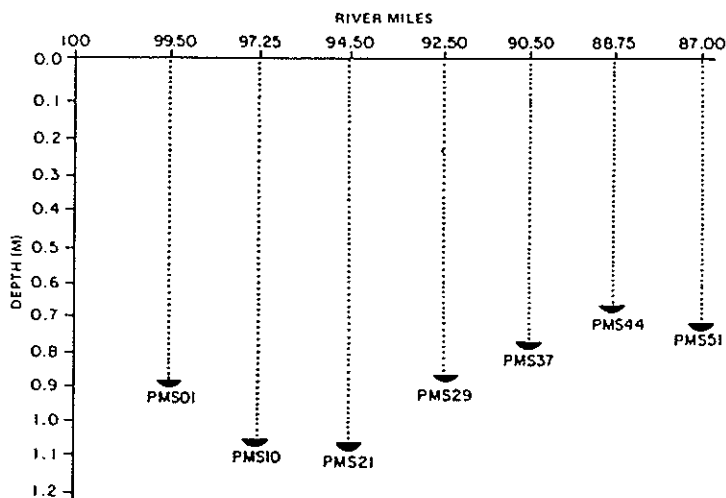 RIVER MILES
100 99.50 97.25 94.50 92.50 90.50 88.75 87.00
0.0
0.1
0.2
0.3
0.4
0.5
0.6
0.7
0.8
0.9
1.0
1.1
1.2
DEPTH (M)
PMS01
PMS10
PMS21
PMS29
PMS37
PMS44
PMS51